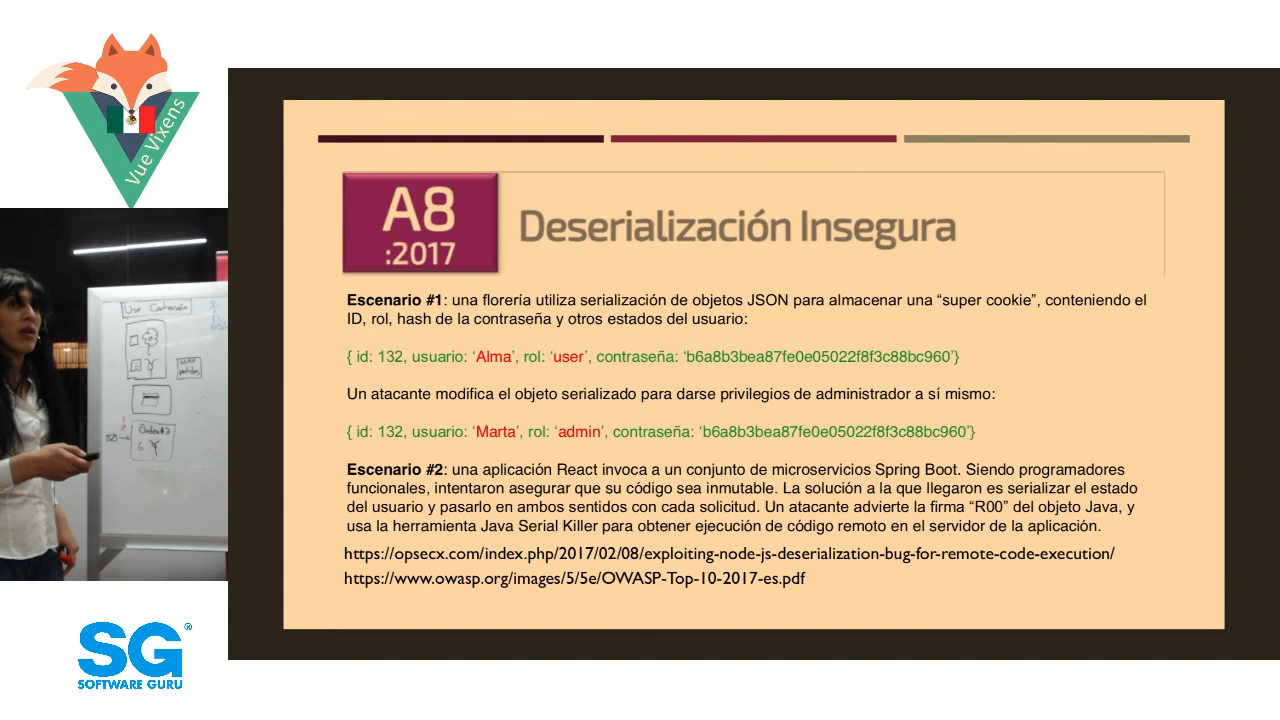 Vue Vixens
A8
:2017
Deserialización Insegura
Escenario #1: una florería utiliza serialización de objetos JSON para almacenar una “super cookie”, conteniendo el
ID, rol, hash de la contraseña y otros estados del usuario:
{ id: 132, usuario: ‘Alma’, rol: ‘user’, contraseña: ‘b6a8b3bea87fe0e05022f8f3c88bc960’}
Un atacante modifica el objeto serializado para darse privilegios de administrador a sí mismo:
{ id: 132, usuario: ‘Marta’, rol: ‘admin’, contraseña: ‘b6a8b3bea87fe0e05022f8f3c88bc960’}
Escenario #2: una aplicación React invoca a un conjunto de microservicios Spring Boot. Siendo programadores
funcionales, intentaron asegurar que su código sea inmutable. La solución a la que llegaron es serializar el estado
del usuario y pasarlo en ambos sentidos con cada solicitud. Un atacante advierte la firma “R00” del objeto Java, y
usa la herramienta Java Serial Killer para obtener ejecución de código remoto en el servidor de la aplicación.
https://opsecx.com/index.php/2017/02/08/exploiting-node-js-deserialization-bug-for-remote-code-execution/
https://www.owasp.org/images/5/5e/OWASP-Top-10-2017-es.pdf
SG®
SOFTWARE GURU